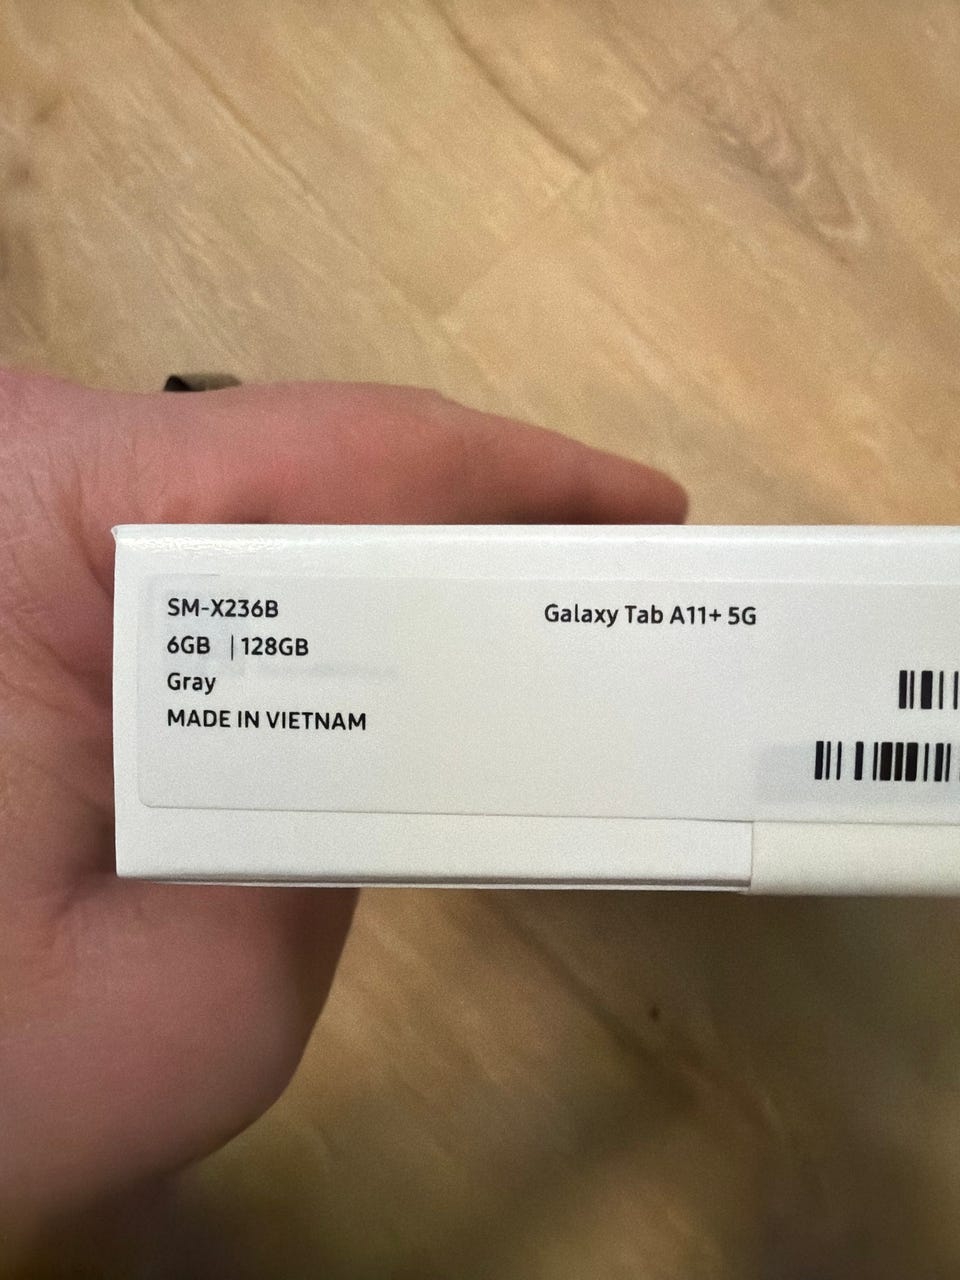 SM-X236B
6GB | 128GB
Gray
MADE IN VIETNAM
Galaxy Tab A11+ 5G